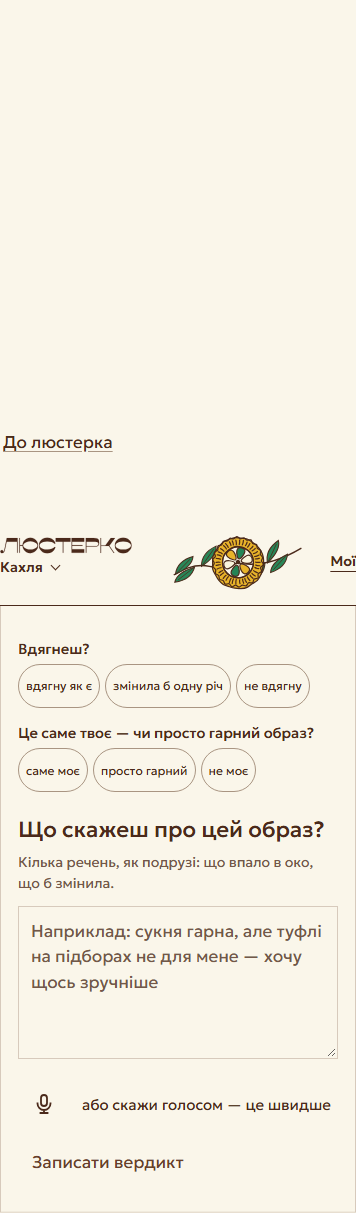 До люстерка
ЛЮСТЕРКО
Кахля
Мої
Вдягнеш?
вдягну як є
змінила б одну річ
не вдягну
Це саме твоє — чи просто гарний образ?
саме моє
просто гарний
не моє
Що скажеш про цей образ?
Кілька речень, як подрузі: що впало в око,
що б змінила.
Наприклад: сукня гарна, але туфлі
на підборах не для мене — хочу
щось зручніше
або скажи голосом — це швидше
Записати вердикт